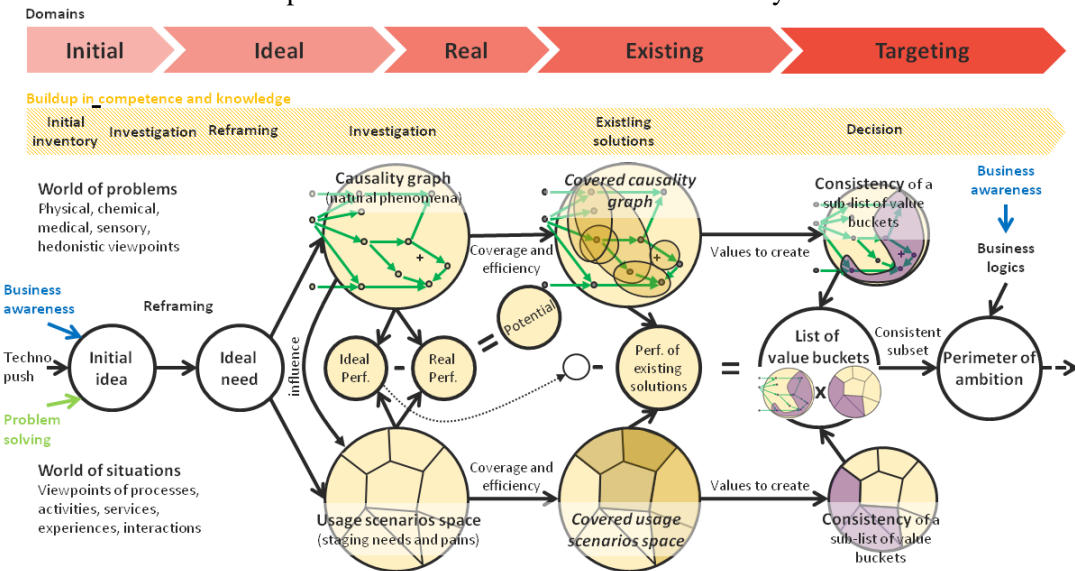 Domains
Initial
Ideal
Real
Existing
Targeting
Buildup in competence and knowledge
Initial
inventory
Investigation
Reframing
Investigation
Existling
solutions
Decision
World of problems
Physical, chemical,
medical, sensory,
hedonistic viewpoints
Causality graph
(natural phenomena)
+
Coverage and
efficiency
Covered causality
graph
+
Values to create
Consistency of a
sub-list of value
buckets
+
Business
awareness
Business
logics
Business
awareness
Reframing
Techno
push
Problem
solving
Initial
idea
Ideal
need
influence
Ideal
Perf.
-
Real
Perf.
=
Potential
-
Perf. of
existing
solutions
=
List of
value buckets
X
Consistent
subset
Perimeter of
ambition
World of situations
Viewpoints of processes,
activities, services,
experiences, interactions
Usage scenarios space
(staging needs and pains)
Coverage and
efficiency
Covered usage
scenarios space
Values to create
Consistency of a
sub-list of value
buckets